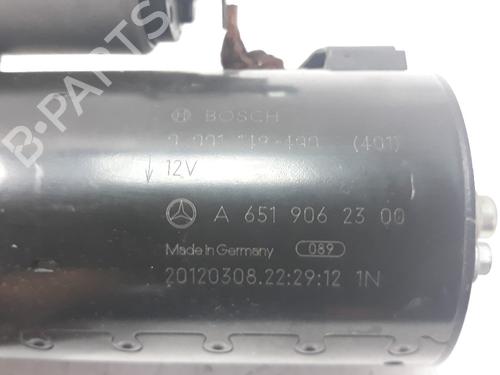 B-PARTS
BOSCH
(401)
12V
A 651 906 23 00
Made in Germany 089
20120308.22:29:12 1N